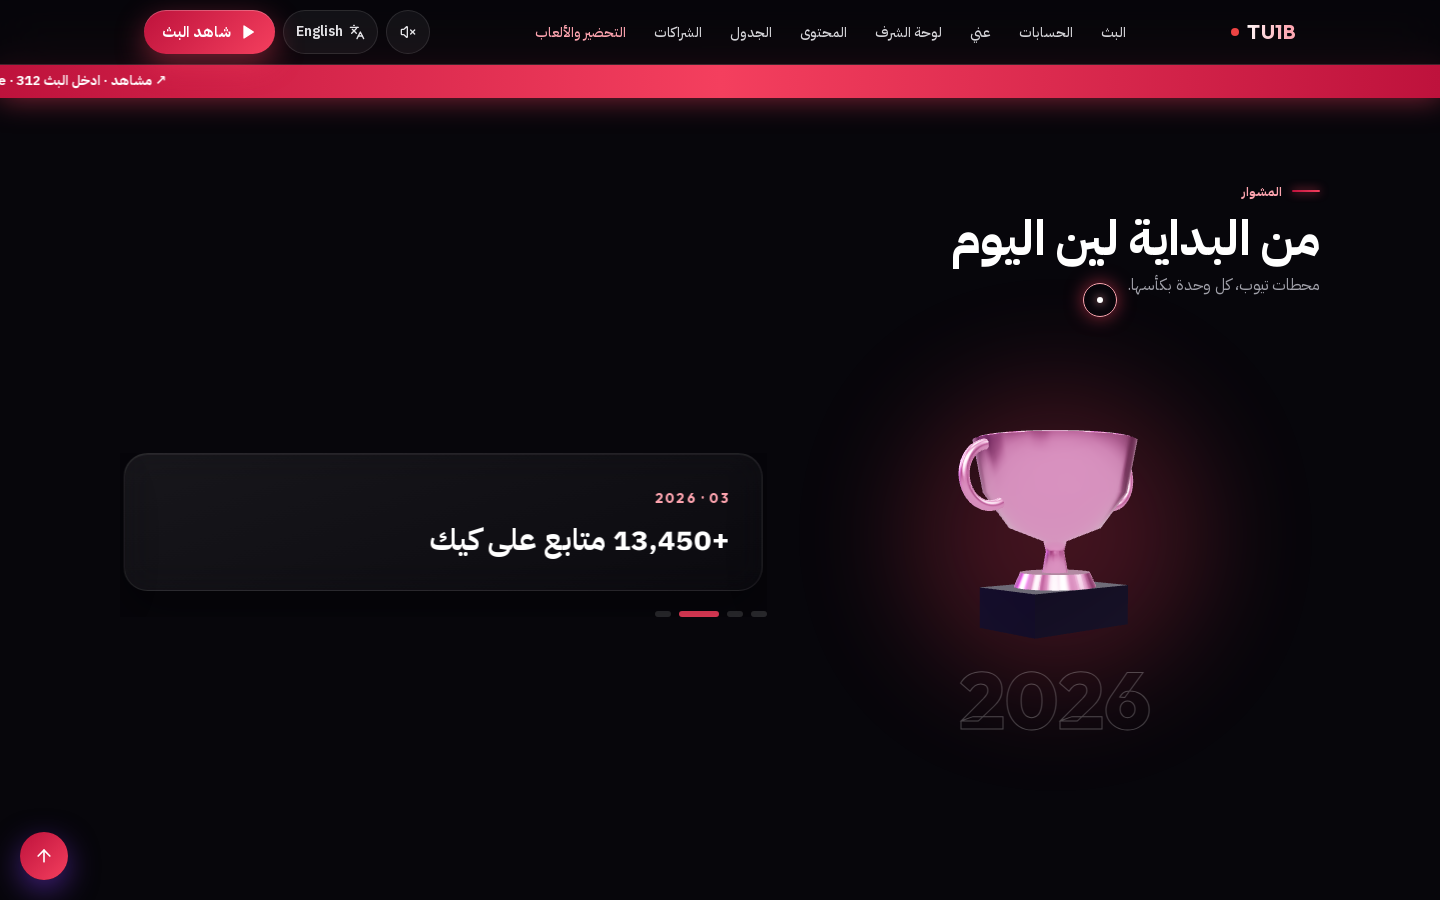 TU1B
البث
الحسابات
عني
لوحة الشرف
المحتوى
الجدول
الشراكات
التحضير والألعاب
English
شاهد البث
312 مشاهد · ادخل البث ↗
المشوار
من البداية لين اليوم
محطات تيوب، كل وحدة بكأسها.
2026 · 03
+13,450 متابع على كيك
2026